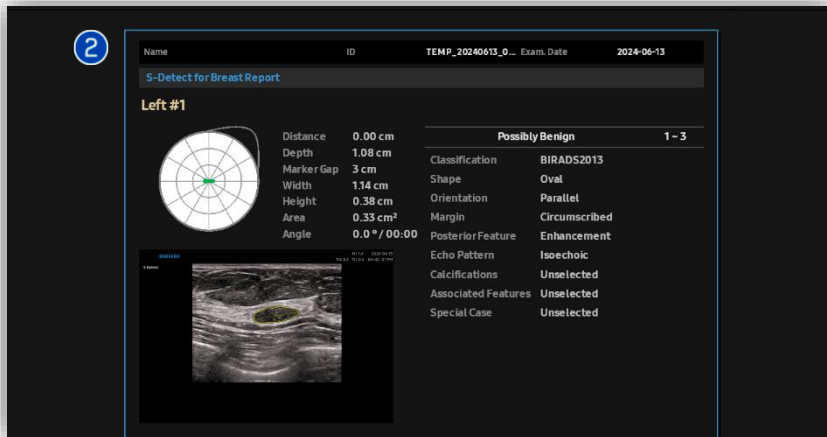 2
Name ID TEMP_20240613_0... Exam. Date 2024-06-13
S-Detect for Breast Report
Left #1
Distance 0.00 cm
Depth 1.08 cm
Marker Gap 3 cm
Width 1.14 cm
Height 0.38 cm
Area 0.33 cm²
Angle 0.0 ° / 00:00
Possibly Benign 1 ~ 3
Classification BIRADS2013
Shape Oval
Orientation Parallel
Margin Circumscribed
Posterior Feature Enhancement
Echo Pattern Isoechoic
Calcifications Unselected
Associated Features Unselected
Special Case Unselected
SAMSUNG
S-Detect